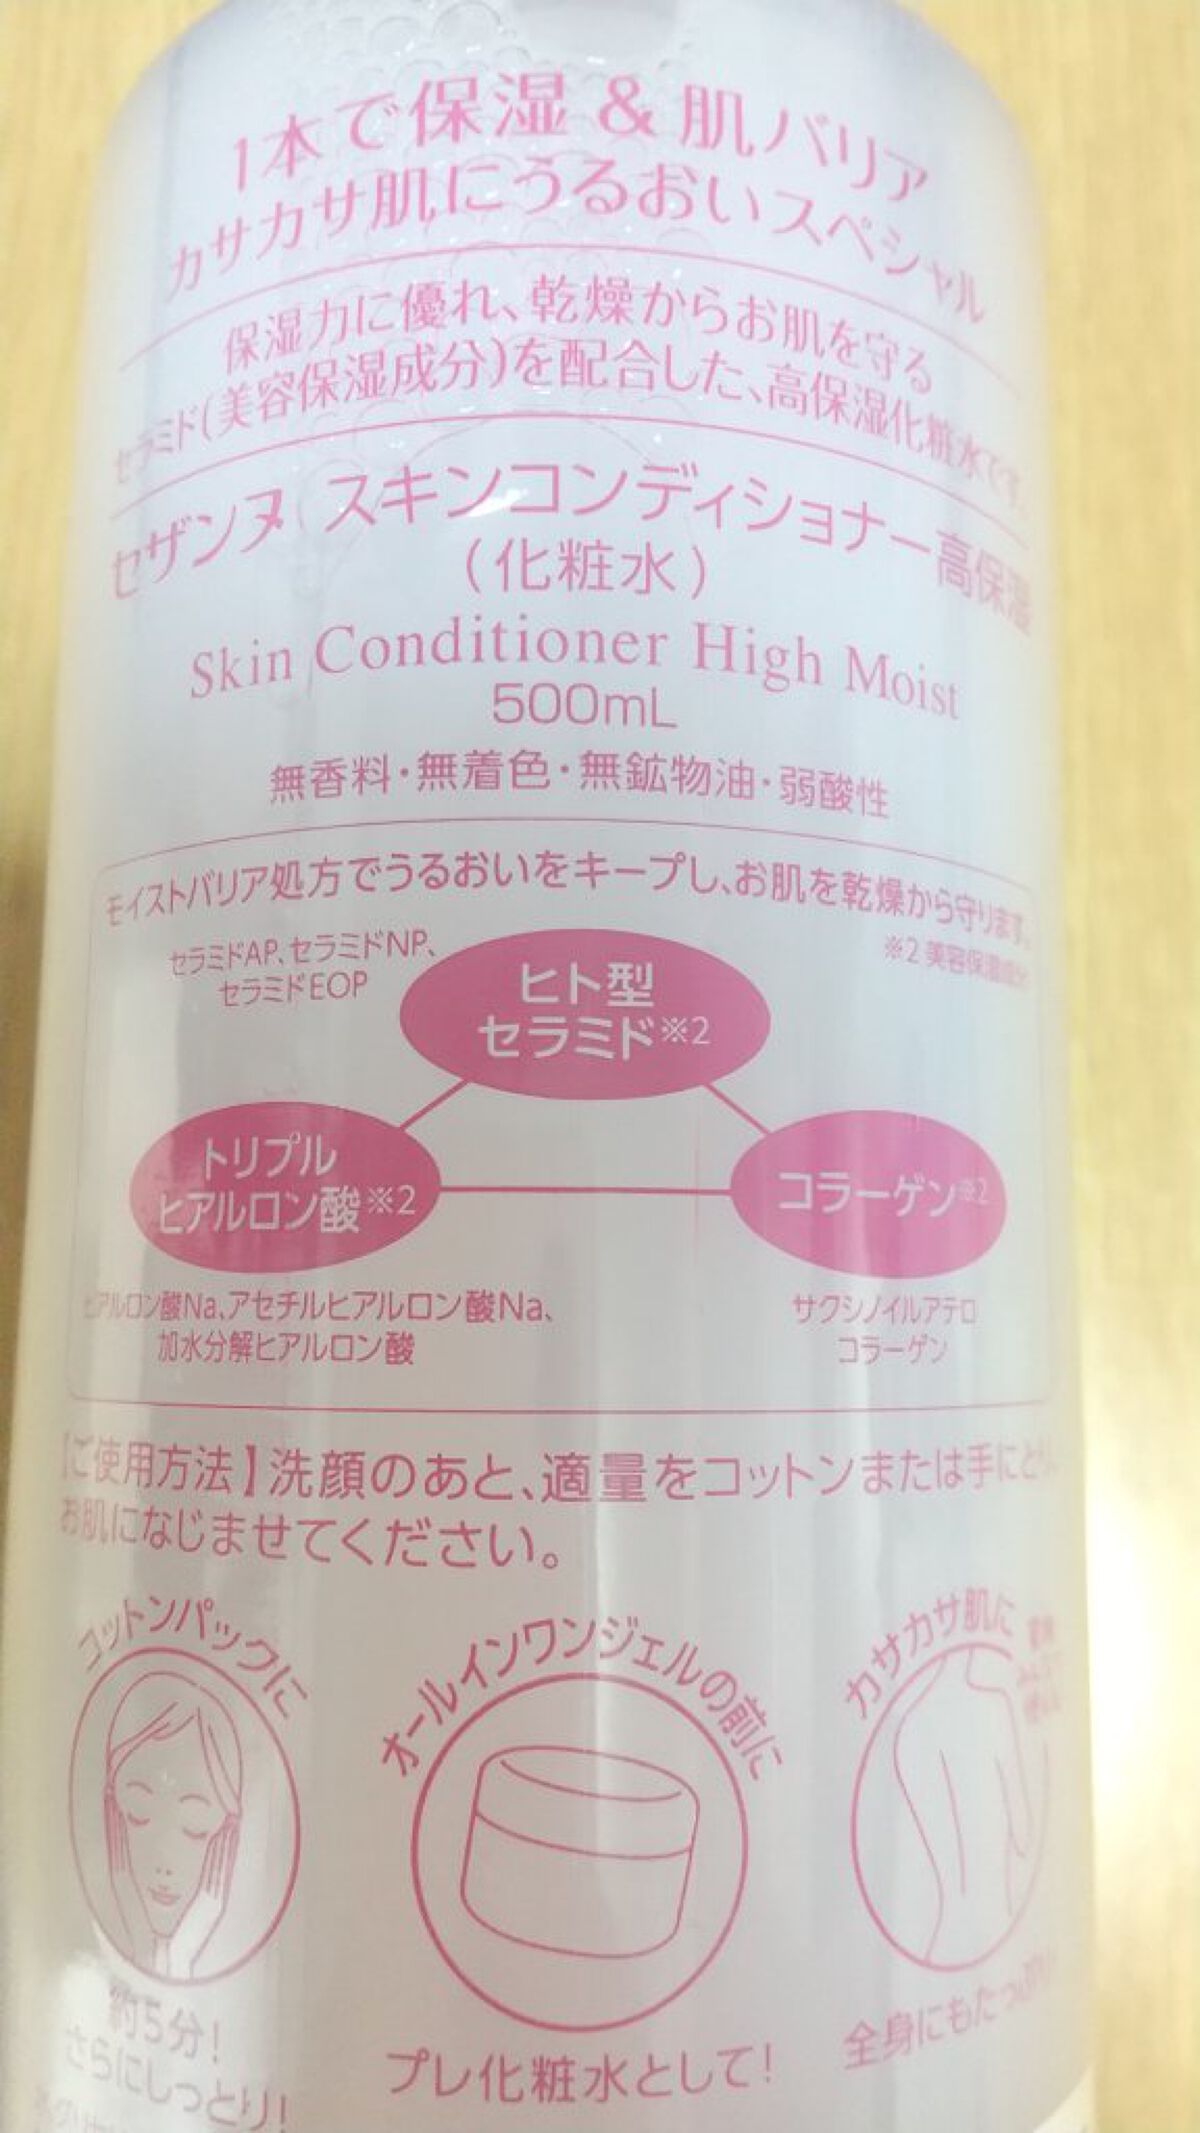 1本で保湿&肌バリア
カサカサ肌にうるおいスペシャル
保湿力に優れ、乾燥からお肌を守る
セラミド(美容保湿成分)を配合した、高保湿化粧水です。
セザンヌ スキンコンディショナー高保湿
(化粧水)
Skin Conditioner High Moist
500mL
無香料・無着色・無鉱物油・弱酸性
モイストバリア処方でうるおいをキープし、お肌を乾燥から守ります。
※2 美容保湿成分
セラミドAP、セラミドNP、
セラミドEOP
ヒト型
セラミド※2
トリプル
ヒアルロン酸※2
コラーゲン※2
ヒアルロン酸Na、アセチルヒアルロン酸Na、
加水分解ヒアルロン酸
サクシノイルアテロ
コラーゲン
【ご使用方法】洗顔のあと、適量をコットンまたは手にとり、
お肌になじませてください。
コットンパックに
約5分!
さらにしっとり!
オールインワンジェルの前に
プレ化粧水として!
カサカサ肌に
全身にもたっぷり